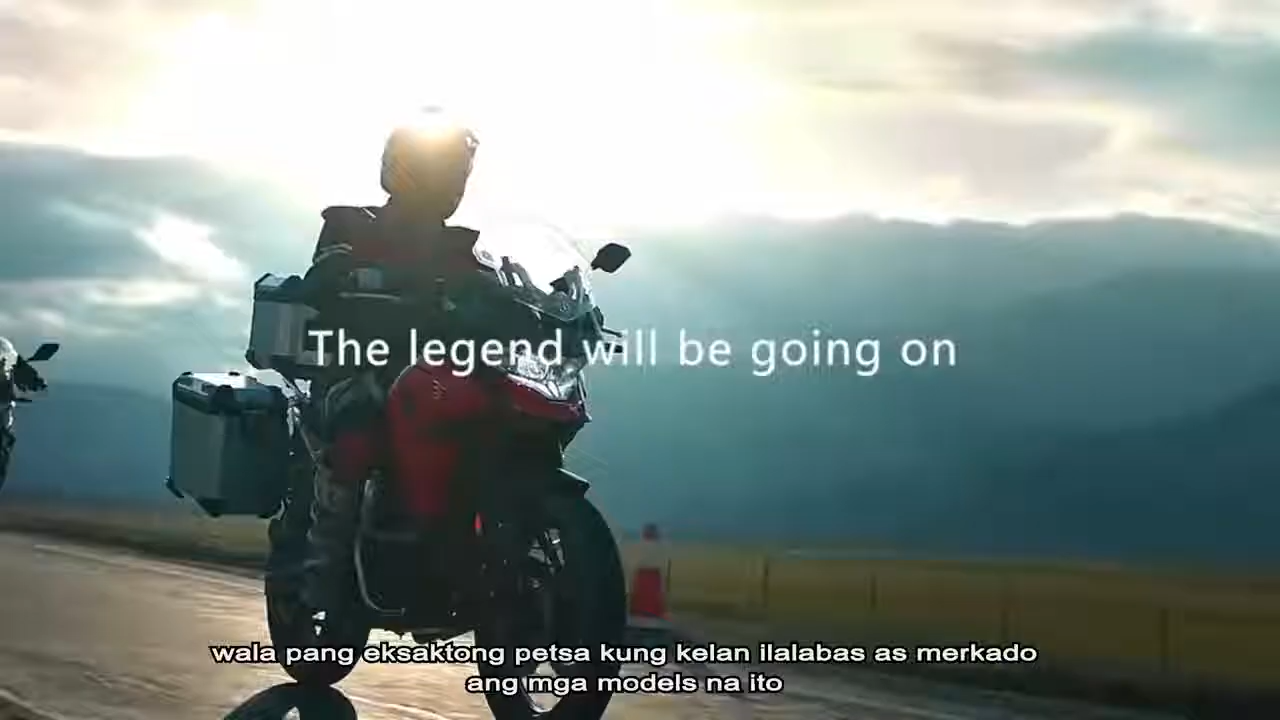 The legend will be going on
wala pang eksaktong petsa kung kelan ilalabas as merkado
ang mga models na ito